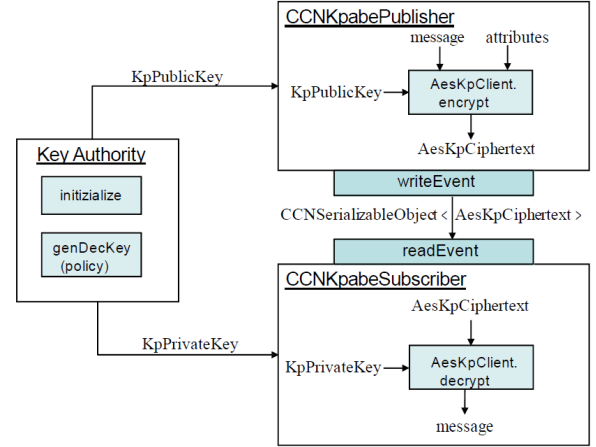 CCNKpabePublisher
message
attributes
KpPublicKey
KpPublicKey
AesKpClient.
encrypt
AesKpCiphertext
Key Authority
initizialize
genDecKey
(policy)
writeEvent
CCNSerializableObject < AesKpCiphertext >
readEvent
CCNKpabeSubscriber
AesKpCiphertext
KpPrivateKey
KpPrivateKey
AesKpClient.
decrypt
message